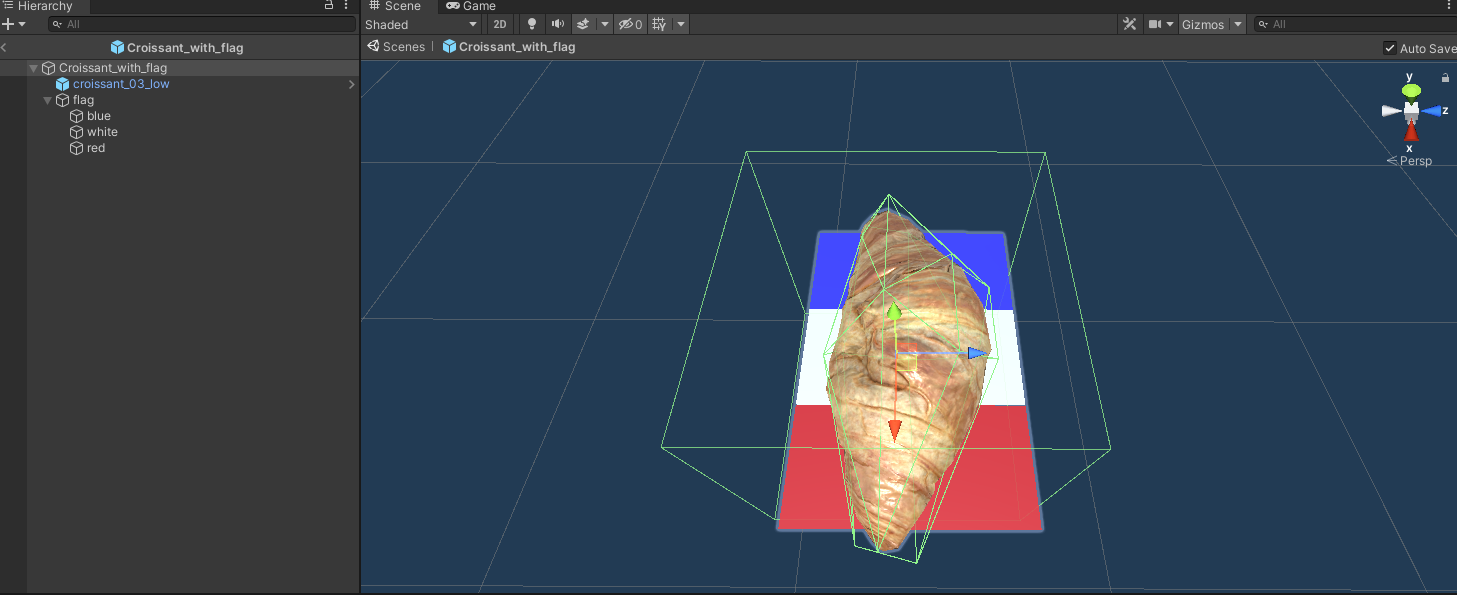 Hierarchy
All
Croissant_with_flag
Croissant_with_flag
croissant_03_low
flag
blue
white
red
Scene Game
Shaded 2D 0 Gizmos All
Scenes | Croissant_with_flag Auto Save
y
z
x
< Persp